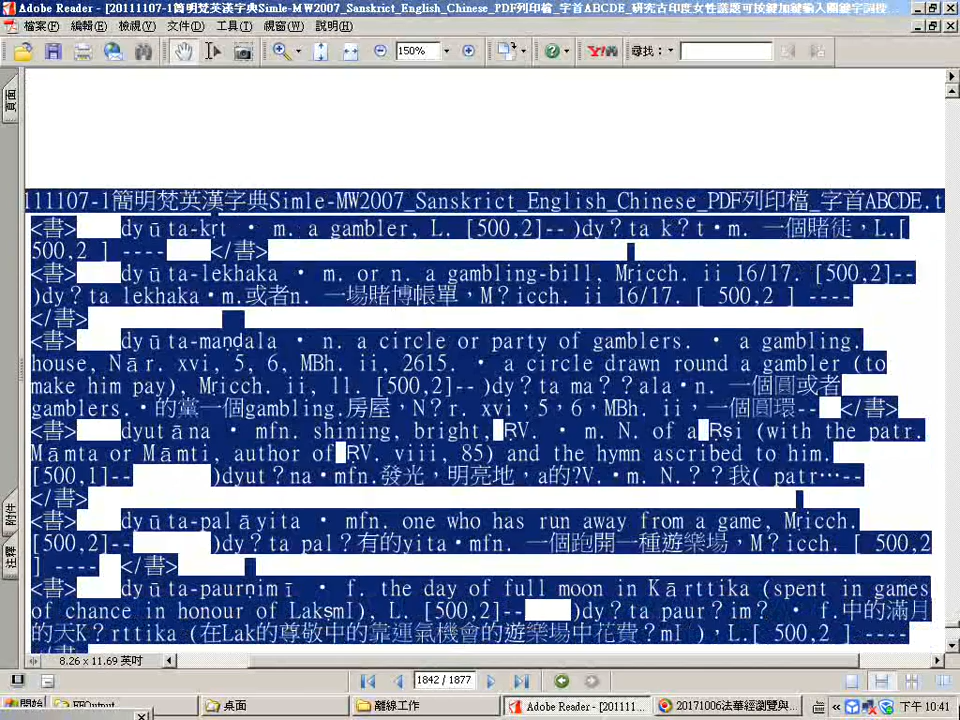 Adobe Reader - [20111107-1簡明梵英漢字典Simle-MW2007_Sanskrict_English_Chinese_PDF列印檔_字首ABCDE_研究古印度女性議題可按鍵加鍵輸入關鍵字詞搜
檔案(F) 編輯(E) 檢視(V) 文件(D) 工具(T) 視窗(W) 說明(H)
150% Y! 尋找:
頁面
111107-1簡明梵英漢字典Simle-MW2007_Sanskrict_English_Chinese_PDF列印檔_字首ABCDE.t
<書> dyūta-kṛt • m. a gambler, L. [500,2]-- )dy?ta k?t•m. 一個賭徒,L.[
500,2 ] ---- </書>
<書> dyūta-lekhaka • m. or n. a gambling-bill, Mṛicch. ii 16/17. [500,2]--
)dy?ta lekhaka•m.或者n. 一場賭博帳單,M?icch. ii 16/17. [ 500,2 ] ----
</書>
<書> dyūta-maṇḍala • n. a circle or party of gamblers. • a gambling.
house, Nār. xvi, 5, 6, MBh. ii, 2615. • a circle drawn round a gambler (to
make him pay), Mṛicch, ii, ll. [500,2]-- )dy?ta ma??ala•n. 一個圓或者
gamblers.•的黨一個gambling.房屋,N?r. xvi,5,6,MBh. ii,一個圓環-- </書>
<書> dyutāna • mfn. shining, bright, ṚV. • m. N. of a Ṛṣi (with the patr.
Māmta or Māmti, author of ṚV. viii, 85) and the hymn ascribed to him.
[500,1]-- )dyut?na•mfn.發光,明亮地,a的?V.•m. N.??我( patr…--
</書>
<書> dyūta-palāyita • mfn. one who has run away from a game, Mṛicch.
[500,2]-- )dy?ta pal?有的yita•mfn. 一個跑開一種遊樂場,M?icch. [ 500,2
] ---- </書>
<書> dyūta-paurṇimī • f. the day of full moon in Kārttika (spent in games
of chance in honour of LakṣmI), L. [500,2]-- )dy?ta paur?im? • f.中的滿月
的天K?rttika (在Lak的尊敬中的靠運氣機會的遊樂場中花費?mI ),L.[ 500,2 ] ----
</書>
附件
註釋
8.26 x 11.69 英吋
1842 / 1877
開始 FFOutput 桌面 離線工作 Adobe Reader - [20111... 20171006法華經瀏覽與... 下午 10:41